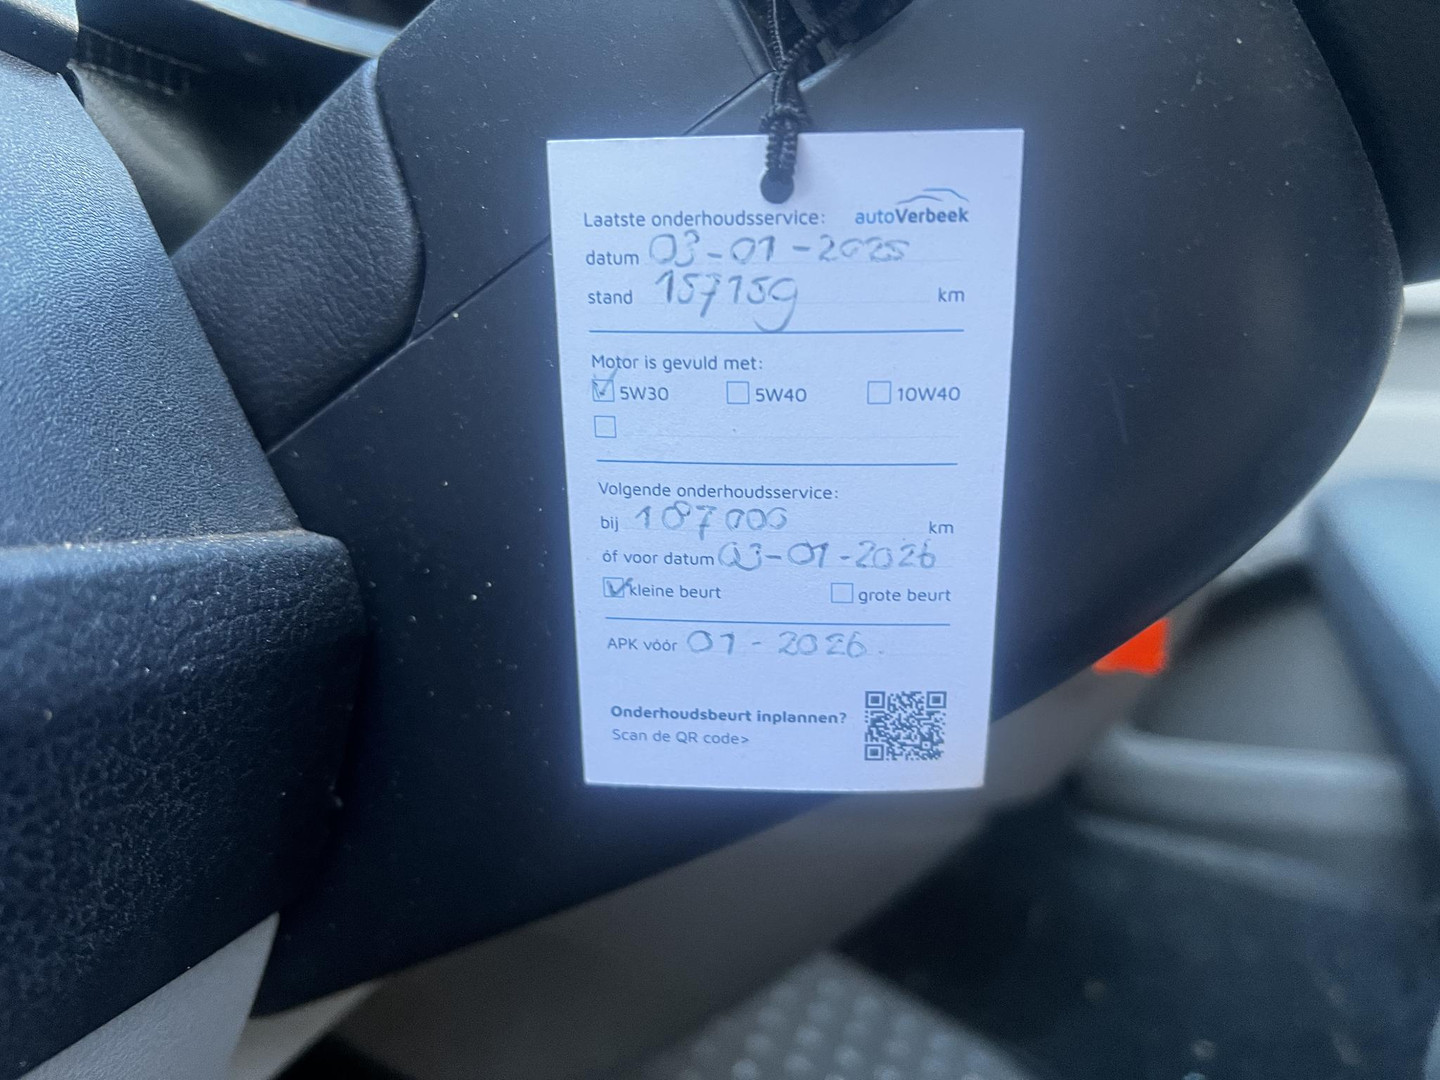 Laatste onderhoudsservice: autoVerbeek
datum 03-01-2025
stand 157159 km
Motor is gevuld met:
5W30 5W40 10W40
Volgende onderhoudsservice:
bij 187000 km
óf voor datum 03-01-2026
kleine beurt grote beurt
APK vóór 01-2026.
Onderhoudsbeurt inplannen?
Scan de QR code>